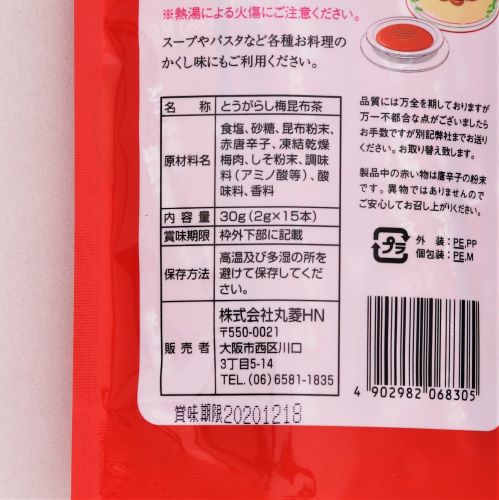 ※熱湯による火傷にご注意ください。
スープやパスタなど各種お料理の
かくし味にもご利用ください。
名 称 とうがらし梅昆布茶
原材料名 食塩、砂糖、昆布粉末、
赤唐辛子、凍結乾燥
梅肉、しそ粉末、調味
料(アミノ酸等)、酸
味料、香料
内 容 量 30g(2g×15本)
賞味期限 枠外下部に記載
保存方法 高温及び多湿の所を
避けて保存してくだ
さい。
販 売 者 株式会社丸菱HN
〒550-0021
大阪市西区川口
3丁目5-14
TEL.(06)6581-1835
賞味期限20201218
品質には万全を期しておりますが
万一不都合な点がございましたら
お手数ですが別記弊社までお送り
ください。お取り替え致します。
製品中の赤い物は唐辛子の粉末
です。異物ではありませんので
ご安心してお召し上がりください。
プラ
外 装:PE,PP
個包装:PE,M
4 902982 068305